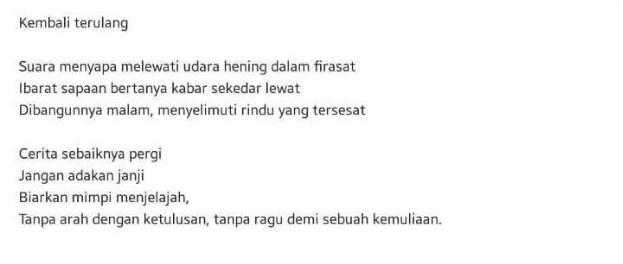 Kembali terulang

Suara menyapa melewati udara hening dalam firasat
Ibarat sapaan bertanya kabar sekedar lewat
Dibangunnya malam, menyelimuti rindu yang tersesat

Cerita sebaiknya pergi
Jangan adakan janji
Biarkan mimpi menjelajah,
Tanpa arah dengan ketulusan, tanpa ragu demi sebuah kemuliaan.